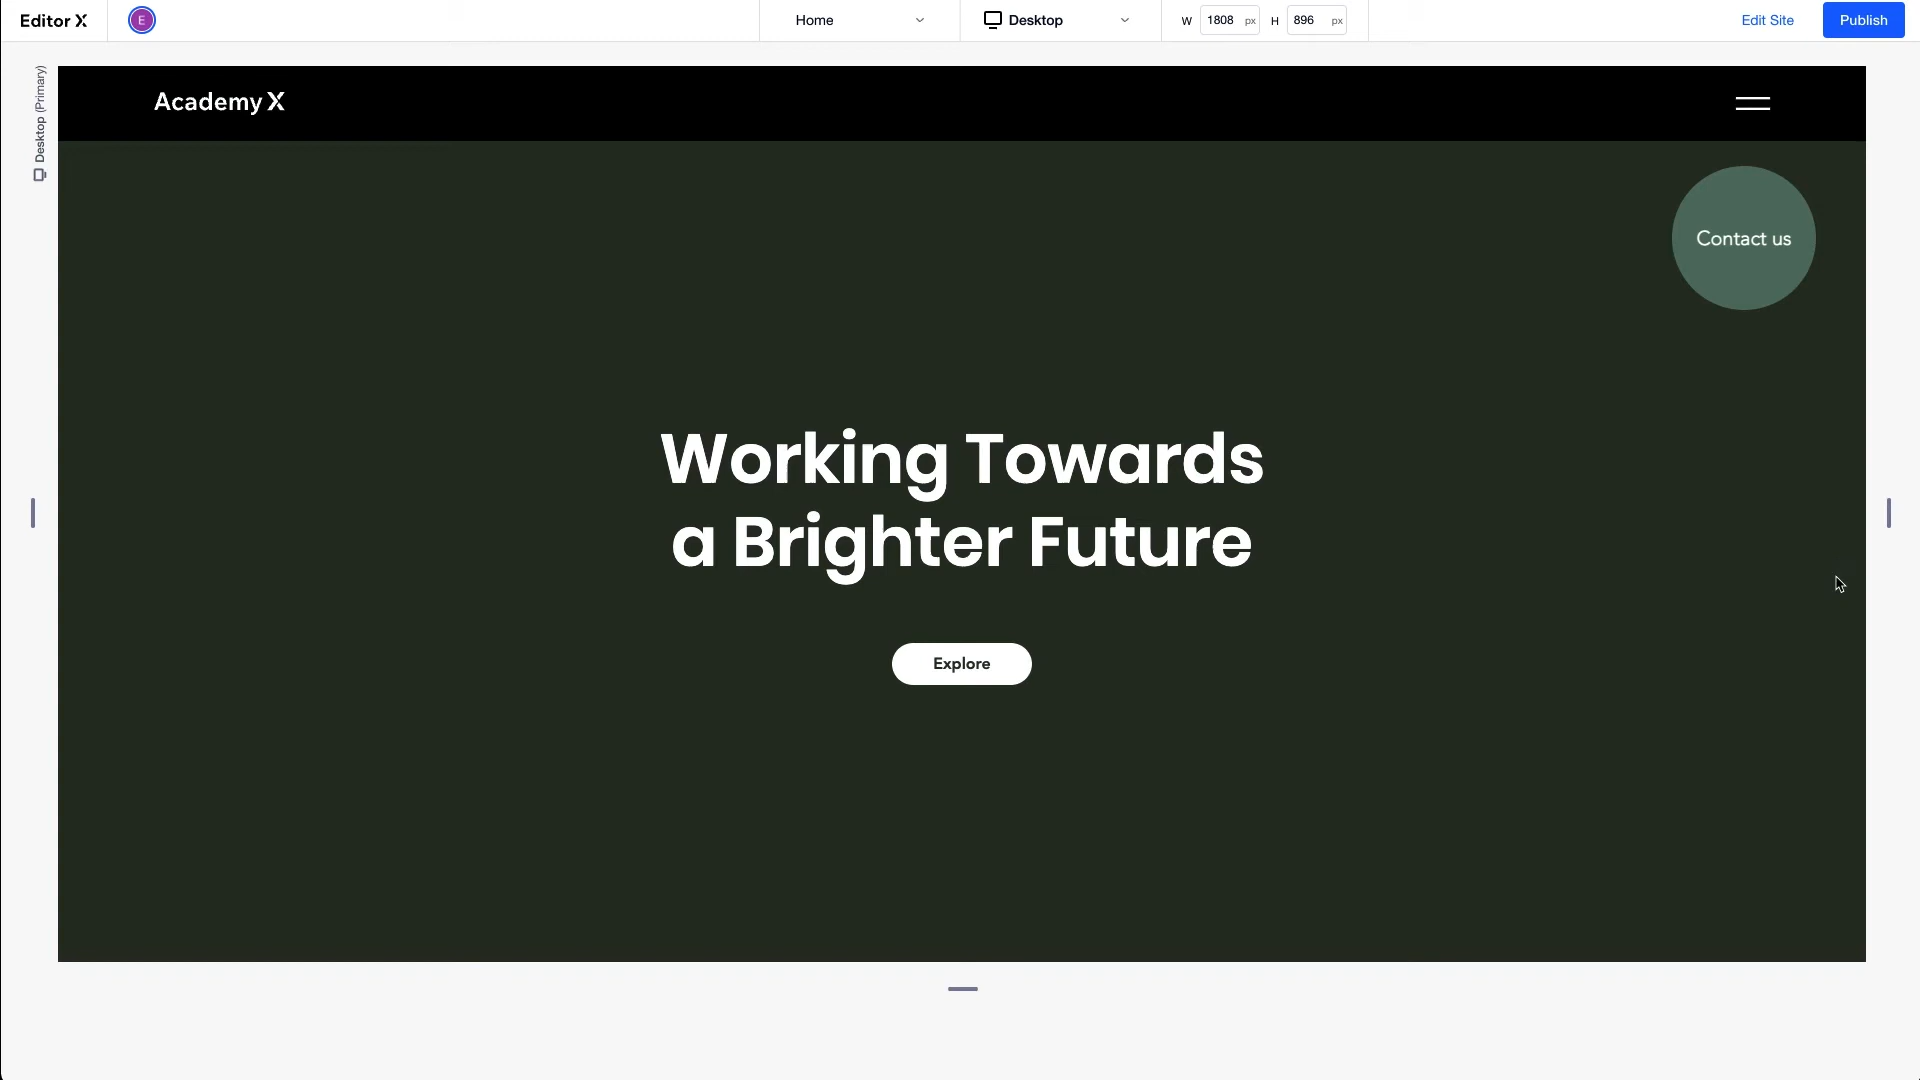 Editor X
E
Home
Desktop
W 1808 px H 896 px
Edit Site
Publish
Desktop (Primary)
Academy X
Contact us
Working Towards
a Brighter Future
Explore